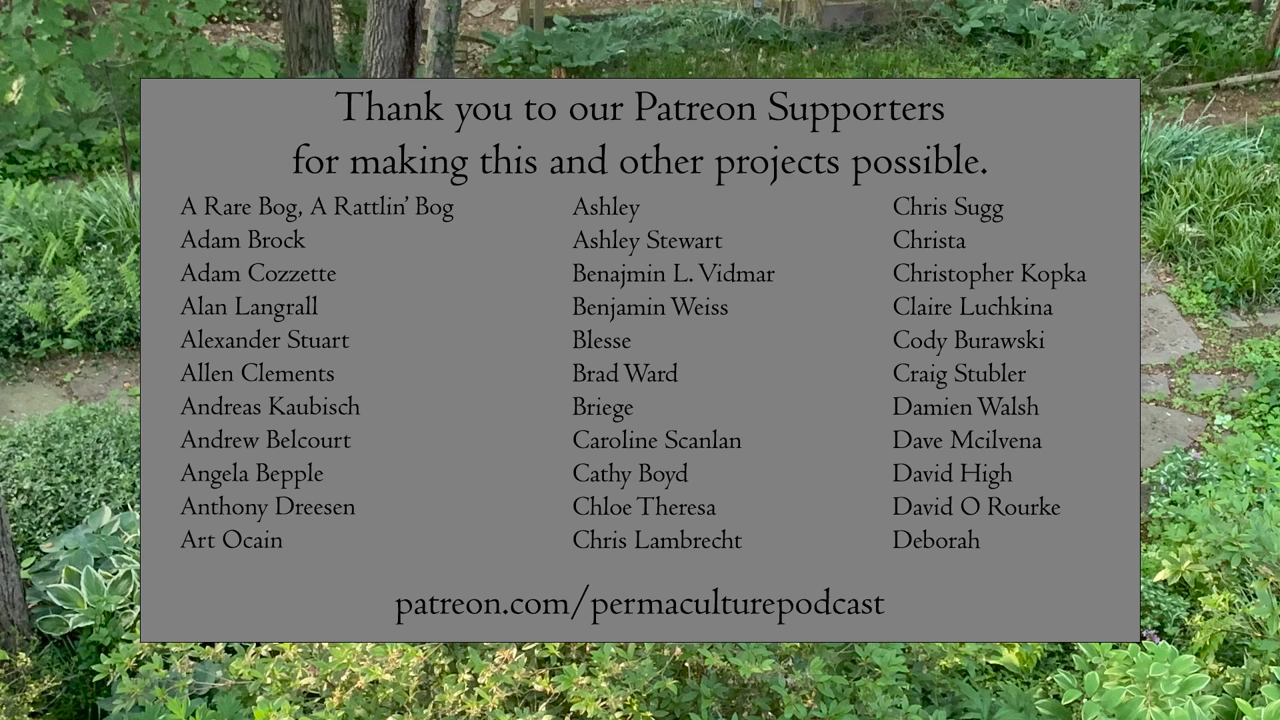 Thank you to our Patreon Supporters
for making this and other projects possible.
A Rare Bog, A Rattlin' Bog
Adam Brock
Adam Cozzette
Alan Langrall
Alexander Stuart
Allen Clements
Andreas Kaubisch
Andrew Belcourt
Angela Bepple
Anthony Dreesen
Art Ocain
Ashley
Ashley Stewart
Benajmin L. Vidmar
Benjamin Weiss
Blesse
Brad Ward
Briege
Caroline Scanlan
Cathy Boyd
Chloe Theresa
Chris Lambrecht
Chris Sugg
Christa
Christopher Kopka
Claire Luchkina
Cody Burawski
Craig Stubler
Damien Walsh
Dave Mcilvena
David High
David O Rourke
Deborah
patreon.com/permaculturepodcast